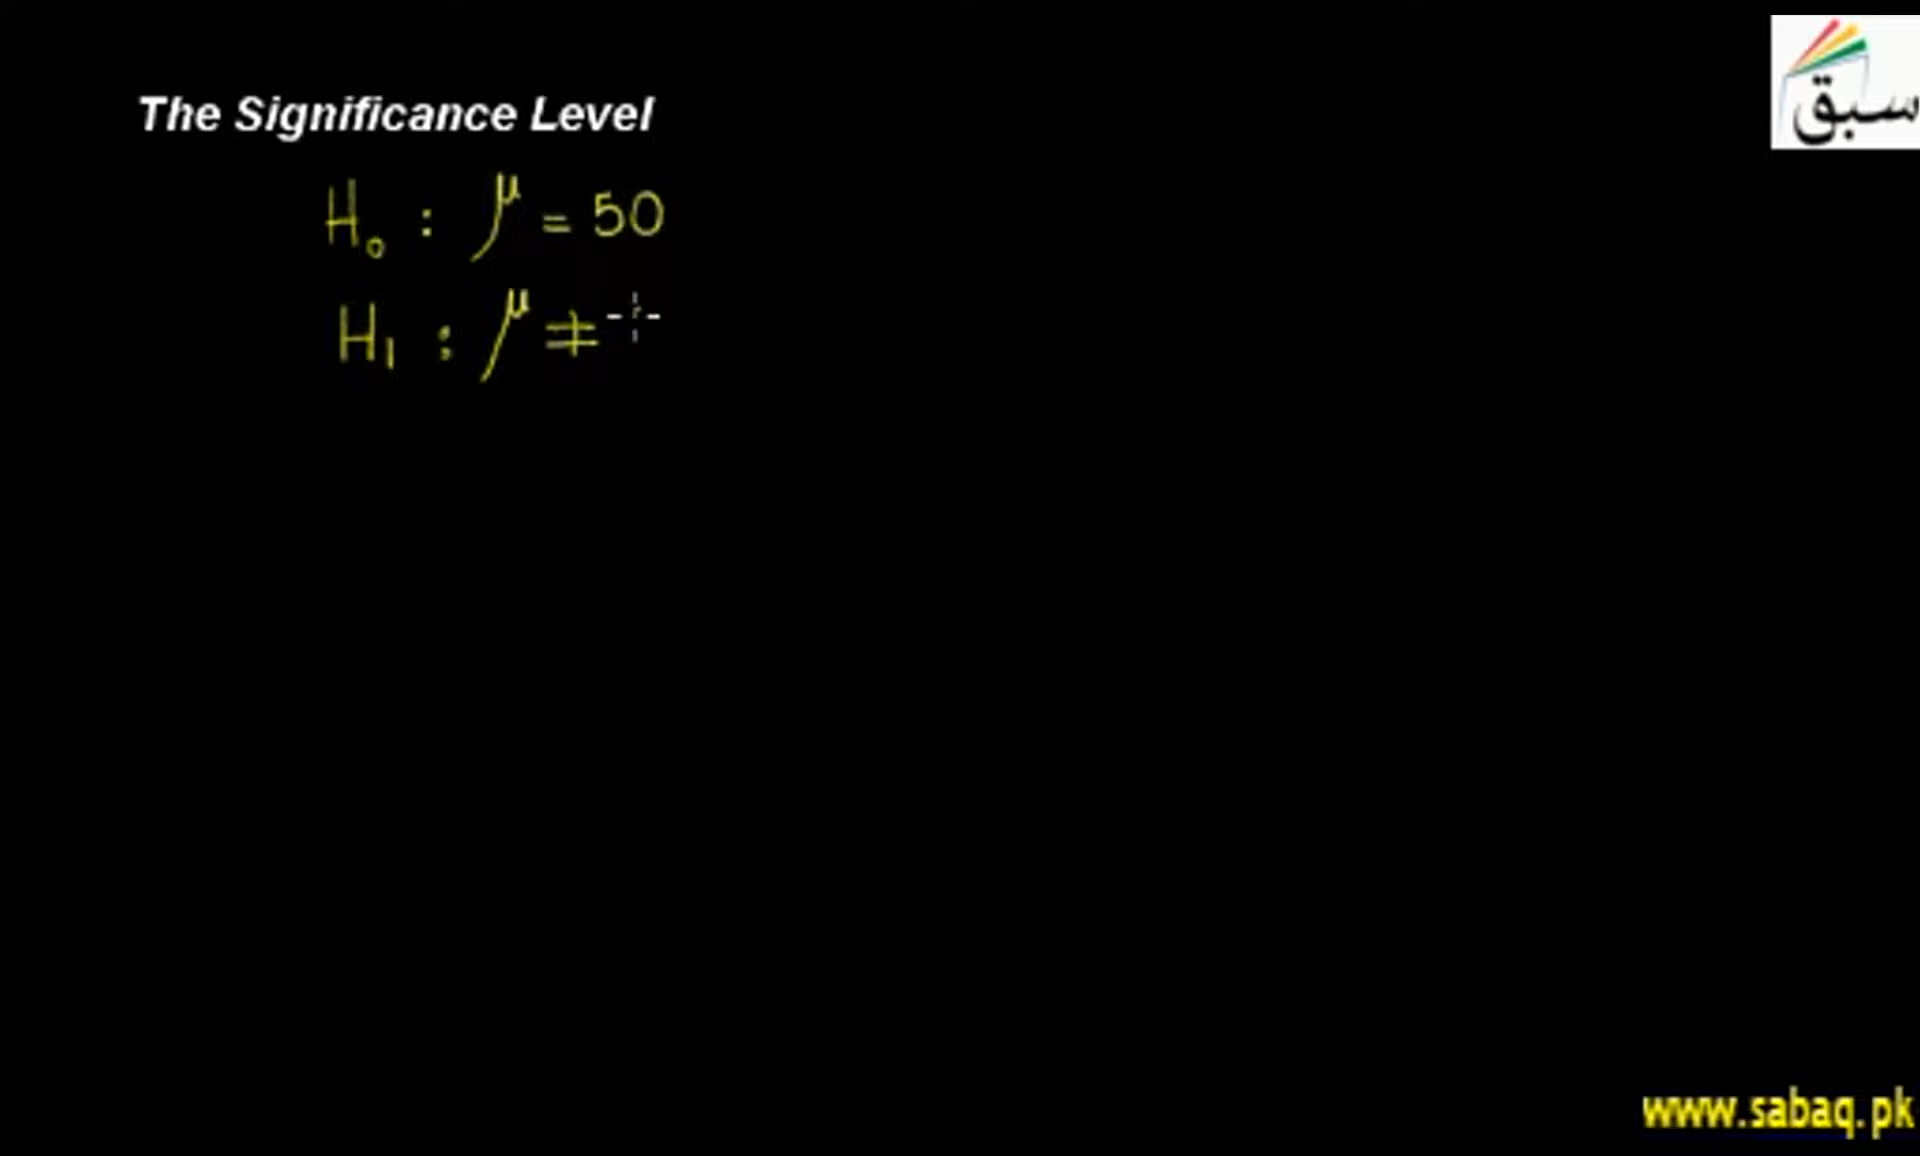 سبق
The Significance Level
H₀ : μ = 50
H₁ : μ ≠
www.sabaq.pk